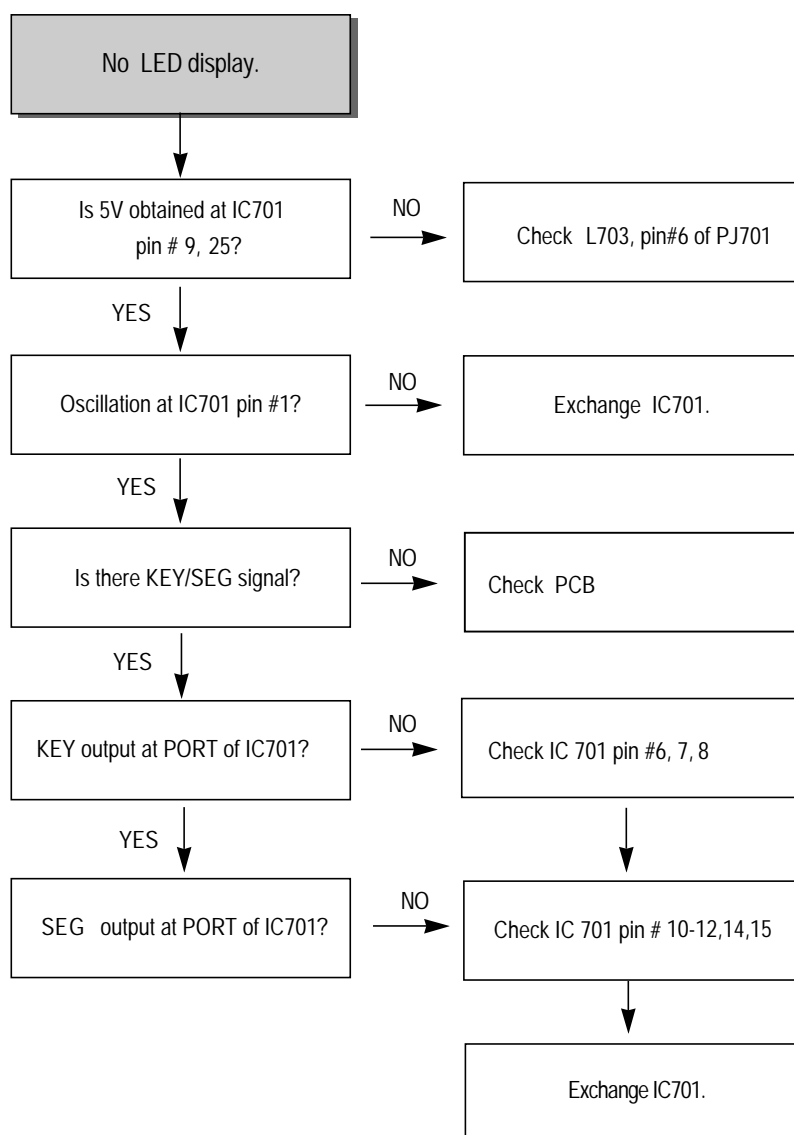 No LED display.
Is 5V obtained at IC701
pin # 9, 25?
NO
Check L703, pin#6 of PJ701
YES
Oscillation at IC701 pin #1?
NO
Exchange IC701.
YES
Is there KEY/SEG signal?
NO
Check PCB
YES
KEY output at PORT of IC701?
NO
Check IC 701 pin #6, 7, 8
YES
SEG output at PORT of IC701?
NO
Check IC 701 pin # 10-12,14,15
Exchange IC701.